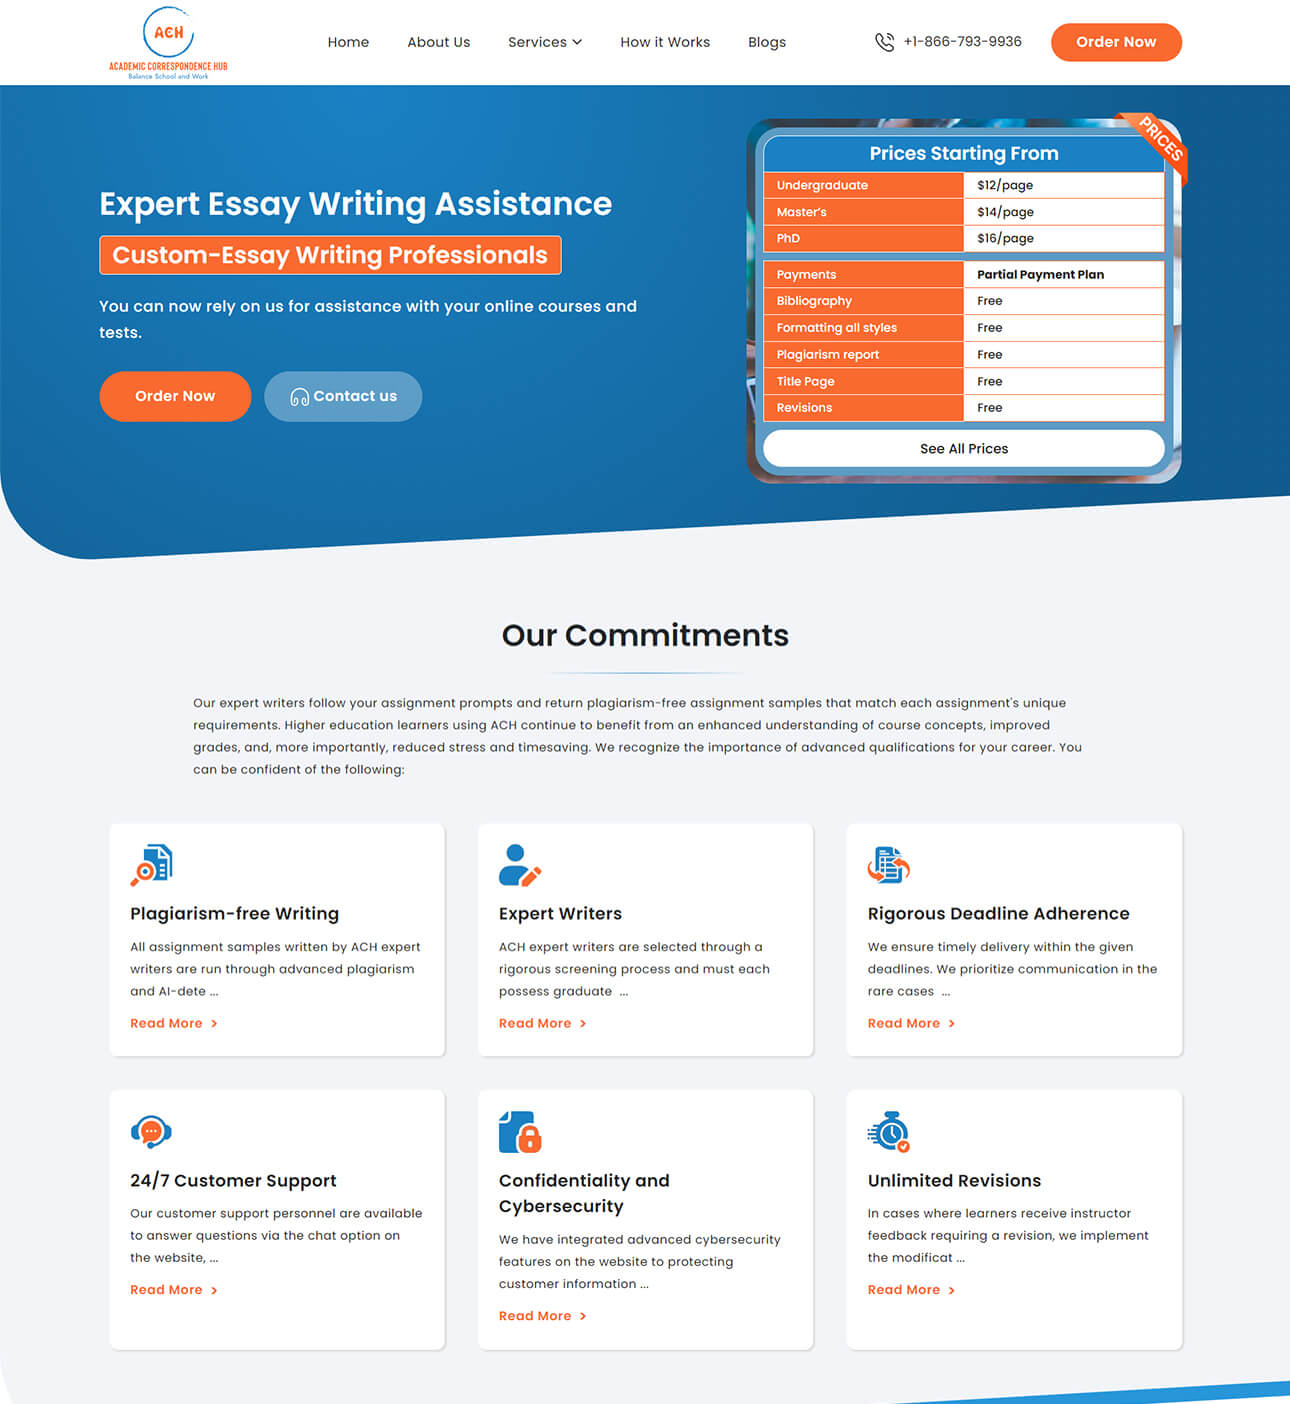 ACH
ACADEMIC CORRESPONDENCE HUB
Balance School and Work
Home
About Us
Services
How it Works
Blogs
+1-866-793-9936
Order Now
Expert Essay Writing Assistance
Custom-Essay Writing Professionals
You can now rely on us for assistance with your online courses and
tests.
Order Now
Contact us
PRICES
Prices Starting From
Undergraduate $12/page
Master's $14/page
PhD $16/page
Payments Partial Payment Plan
Bibliography Free
Formatting all styles Free
Plagiarism report Free
Title Page Free
Revisions Free
See All Prices
Our Commitments
Our expert writers follow your assignment prompts and return plagiarism-free assignment samples that match each assignment's unique
requirements. Higher education learners using ACH continue to benefit from an enhanced understanding of course concepts, improved
grades, and, more importantly, reduced stress and timesaving. We recognize the importance of advanced qualifications for your career. You
can be confident of the following:
Plagiarism-free Writing
All assignment samples written by ACH expert
writers are run through advanced plagiarism
and AI-dete ...
Read More >
Expert Writers
ACH expert writers are selected through a
rigorous screening process and must each
possess graduate ...
Read More >
Rigorous Deadline Adherence
We ensure timely delivery within the given
deadlines. We prioritize communication in the
rare cases ...
Read More >
24/7 Customer Support
Our customer support personnel are available
to answer questions via the chat option on
the website, ...
Read More >
Confidentiality and
Cybersecurity
We have integrated advanced cybersecurity
features on the website to protecting
customer information ...
Read More >
Unlimited Revisions
In cases where learners receive instructor
feedback requiring a revision, we implement
the modificat ...
Read More >